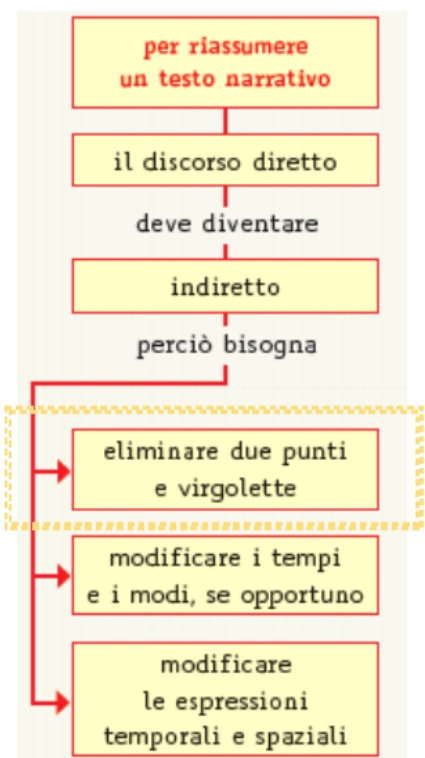 per riassumere
un testo narrativo
il discorso diretto
deve diventare
indiretto
perciò bisogna
eliminare due punti
e virgolette
modificare i tempi
e i modi, se opportuno
modificare
le espressioni
temporali e spaziali